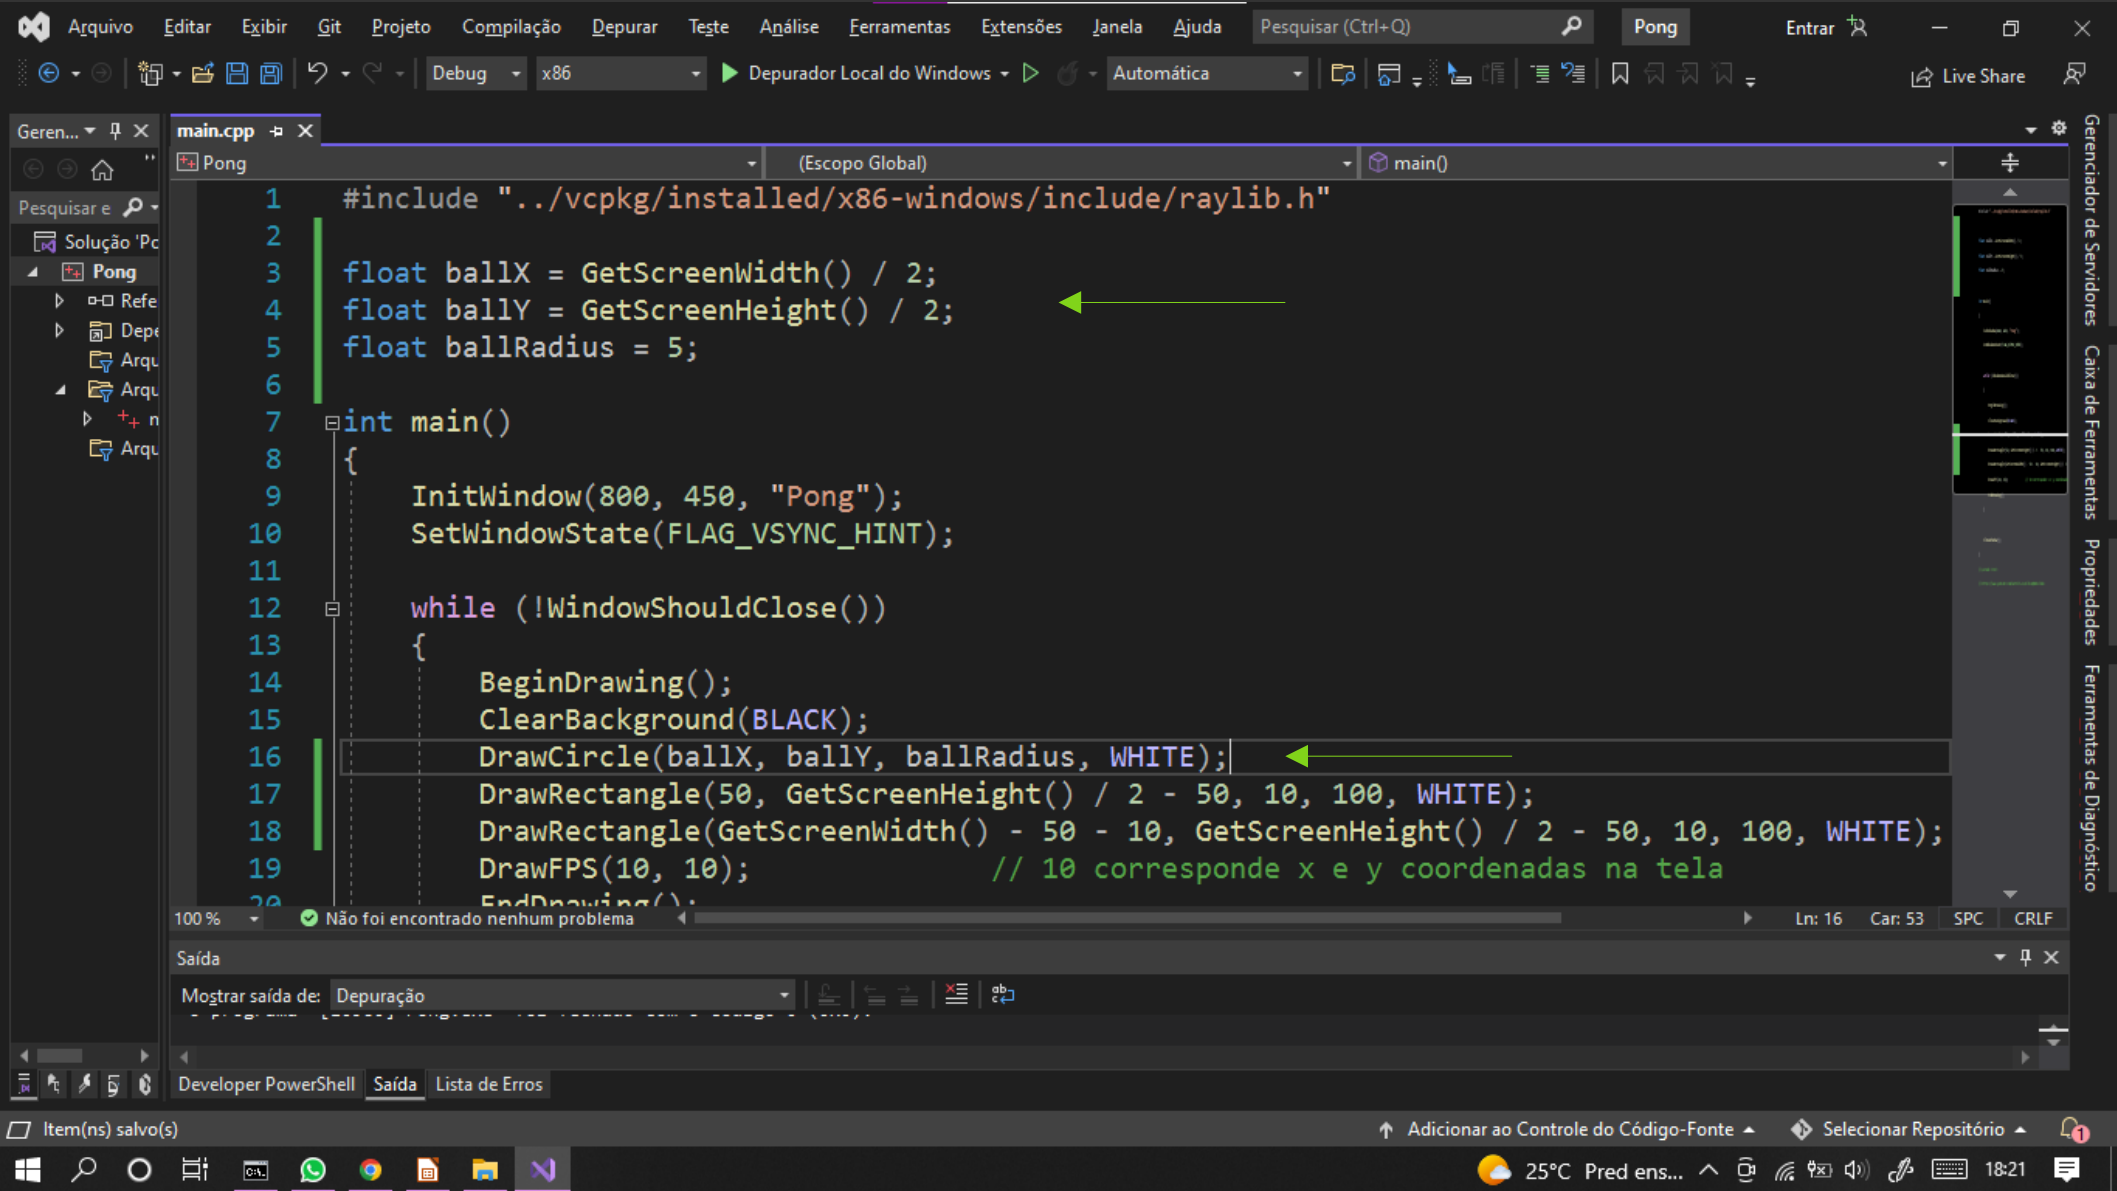 Arquivo Editar Exibir Git Projeto Compilação Depurar Teste Análise Ferramentas Extensões Janela Ajuda Pesquisar (Ctrl+Q) Pong Entrar
Debug x86 Depurador Local do Windows Automática Live Share
Geren... main.cpp
Pong (Escopo Global) main()
Pesquisar e
Solução 'Po
Pong
Refe
Depe
Arqu
Arqu
Arqu
1 #include "../vcpkg/installed/x86-windows/include/raylib.h"
2
3 float ballX = GetScreenWidth() / 2;
4 float ballY = GetScreenHeight() / 2;
5 float ballRadius = 5;
6
7 int main()
8 {
9 InitWindow(800, 450, "Pong");
10 SetWindowState(FLAG_VSYNC_HINT);
11
12 while (!WindowShouldClose())
13 {
14 BeginDrawing();
15 ClearBackground(BLACK);
16 DrawCircle(ballX, ballY, ballRadius, WHITE);
17 DrawRectangle(50, GetScreenHeight() / 2 - 50, 10, 100, WHITE);
18 DrawRectangle(GetScreenWidth() - 50 - 10, GetScreenHeight() / 2 - 50, 10, 100, WHITE);
19 DrawFPS(10, 10); // 10 corresponde x e y coordenadas na tela
20 EndDrawing();
100 % Não foi encontrado nenhum problema Ln: 16 Car: 53 SPC CRLF
Gerenciador de Servidores
Caixa de Ferramentas
Propriedades
Ferramentas de Diagnóstico
Saída
Mostrar saída de: Depuração
Developer PowerShell Saída Lista de Erros
Item(ns) salvo(s) Adicionar ao Controle do Código-Fonte Selecionar Repositório 1
25°C Pred ens... 18:21